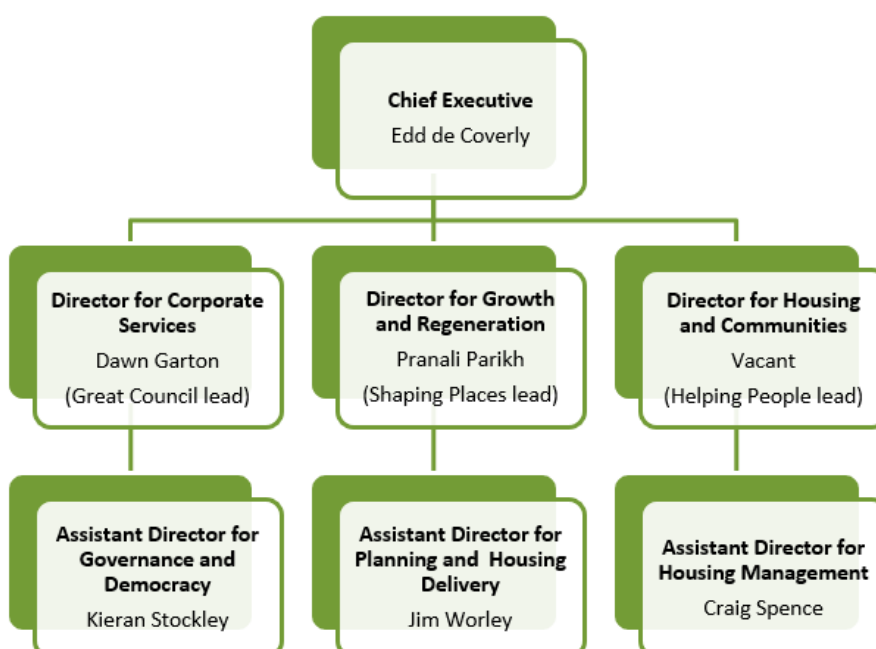 Chief Executive
Edd de Coverly
Director for Corporate
Services
Dawn Garton
(Great Council lead)
Director for Growth
and Regeneration
Pranali Parikh
(Shaping Places lead)
Director for Housing
and Communities
Vacant
(Helping People lead)
Assistant Director for
Governance and
Democracy
Kieran Stockley
Assistant Director for
Planning and  Housing
Delivery
Jim Worley
Assistant Director for
Housing Management
Craig Spence